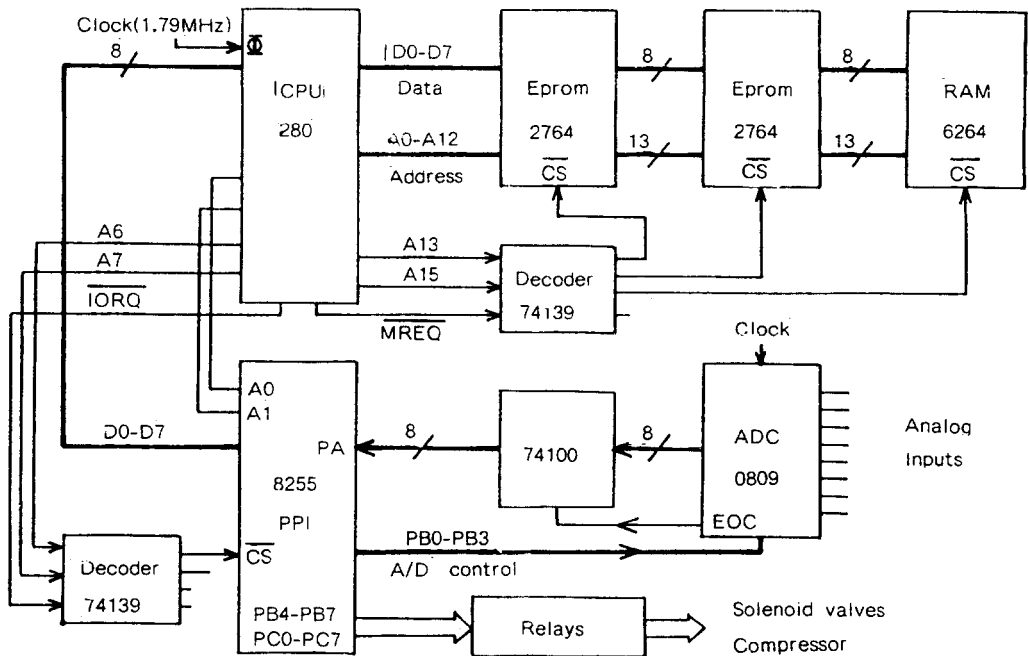 Clock(1.79MHz)
8
Φ
CPU
280
D0-D7
Data
A0-A12
Address
Eprom
2764
CS
8
13
Eprom
2764
CS
8
13
RAM
6264
CS
A6
A7
IORQ
MREQ
A13
A15
Decoder
74139
Clock
A0
A1
D0-D7
PA
8255
PPI
CS
PB4-PB7
PC0-PC7
8
74100
8
ADC
0809
EOC
Analog
Inputs
PB0-PB3
A/D control
Decoder
74139
Relays
Solenoid valves
Compressor